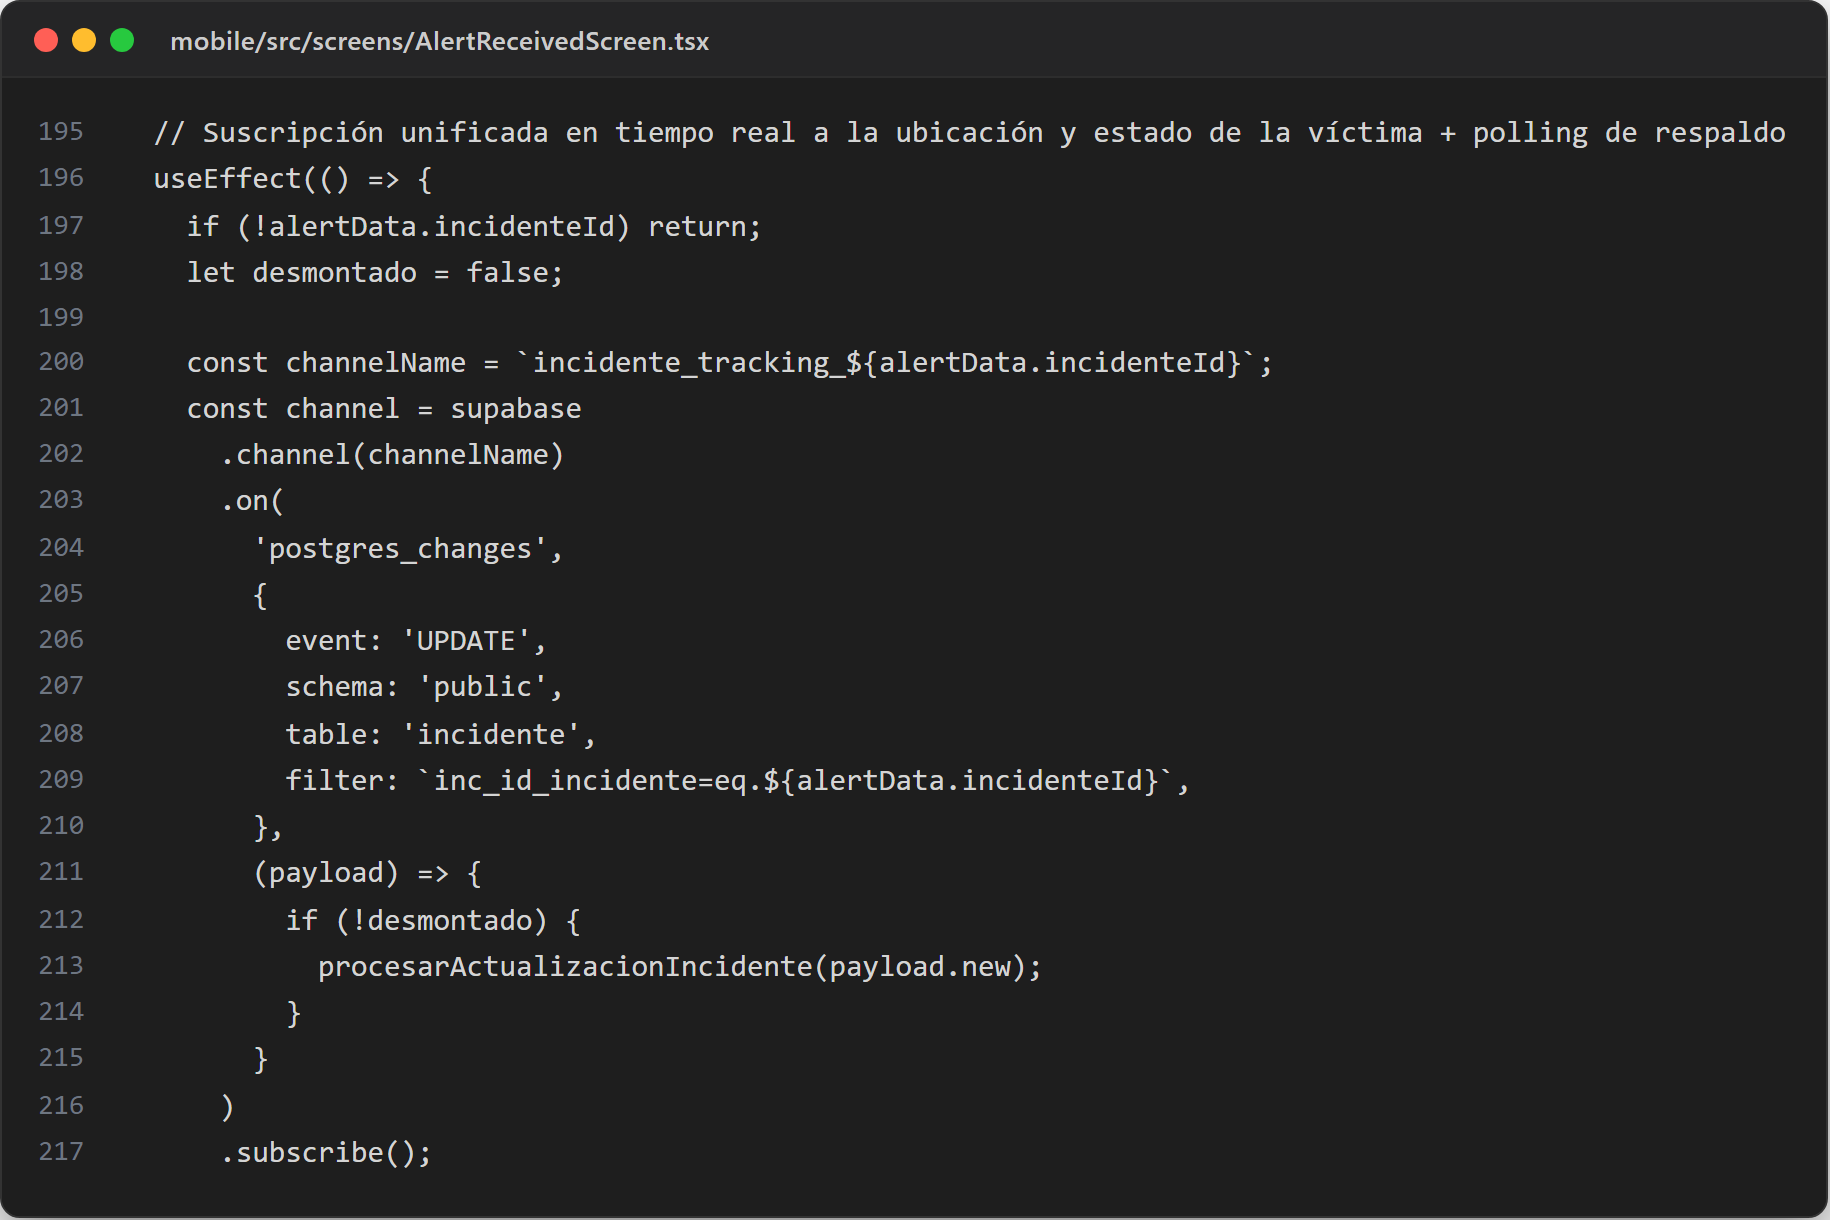 mobile/src/screens/AlertReceivedScreen.tsx
195    // Suscripción unificada en tiempo real a la ubicación y estado de la víctima + polling de respaldo
196    useEffect(() => {
197      if (!alertData.incidenteId) return;
198      let desmontado = false;
199
200      const channelName = `incidente_tracking_${alertData.incidenteId}`;
201      const channel = supabase
202        .channel(channelName)
203        .on(
204          'postgres_changes',
205          {
206            event: 'UPDATE',
207            schema: 'public',
208            table: 'incidente',
209            filter: `inc_id_incidente=eq.${alertData.incidenteId}`,
210          },
211          (payload) => {
212            if (!desmontado) {
213              procesarActualizacionIncidente(payload.new);
214            }
215          }
216        )
217        .subscribe();